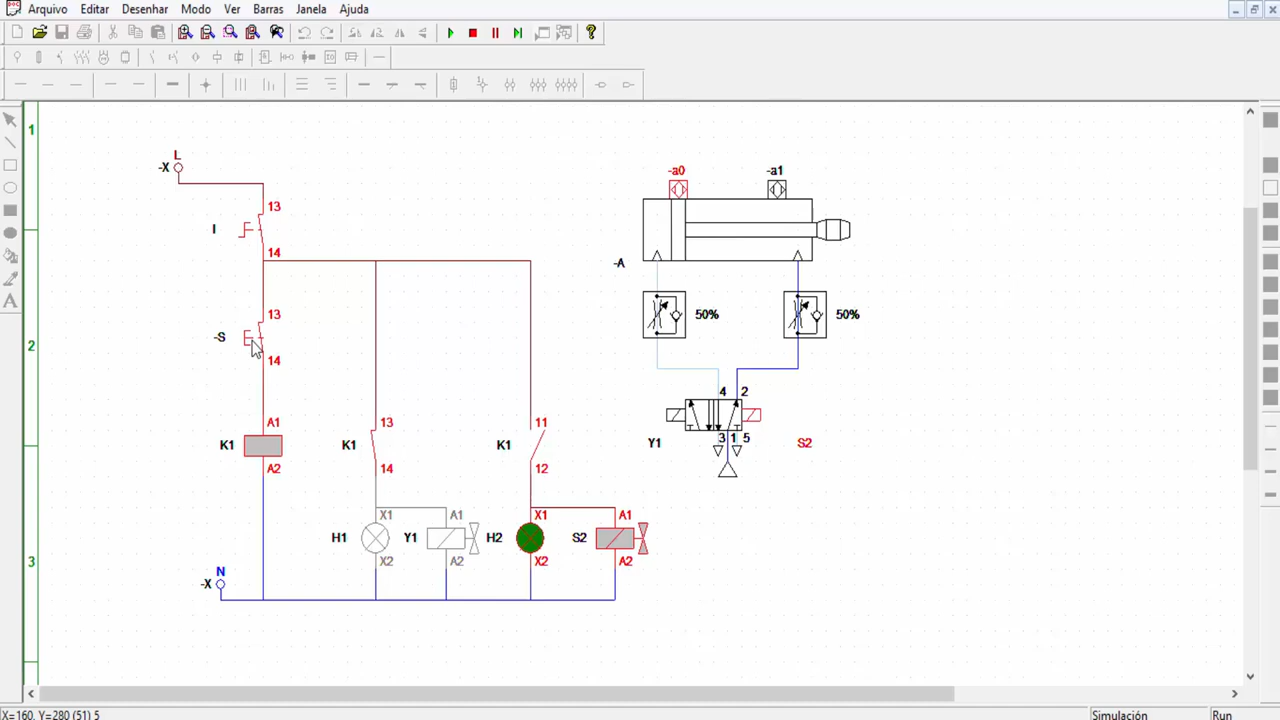 Arquivo Editar Desenhar Modo Ver Barras Janela Ajuda
1
2
3
-X L
13
I
14
13
-S
14
A1
K1
A2
13
K1
14
11
K1
12
X1
H1
X2
A1
Y1
A2
X1
H2
X2
A1
S2
A2
N
-X
-a0 -a1
-A
50% 50%
4 2
Y1 3 1 5 S2
X=160, Y=280 (51) 5 Simulación Run